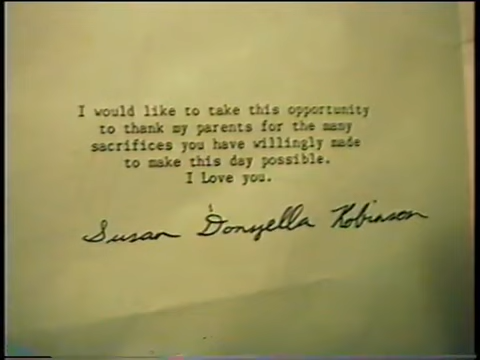 I would like to take this opportunity
to thank my parents for the many
sacrifices you have willingly made
to make this day possible.
I Love you.
Susan Donyella Robinson